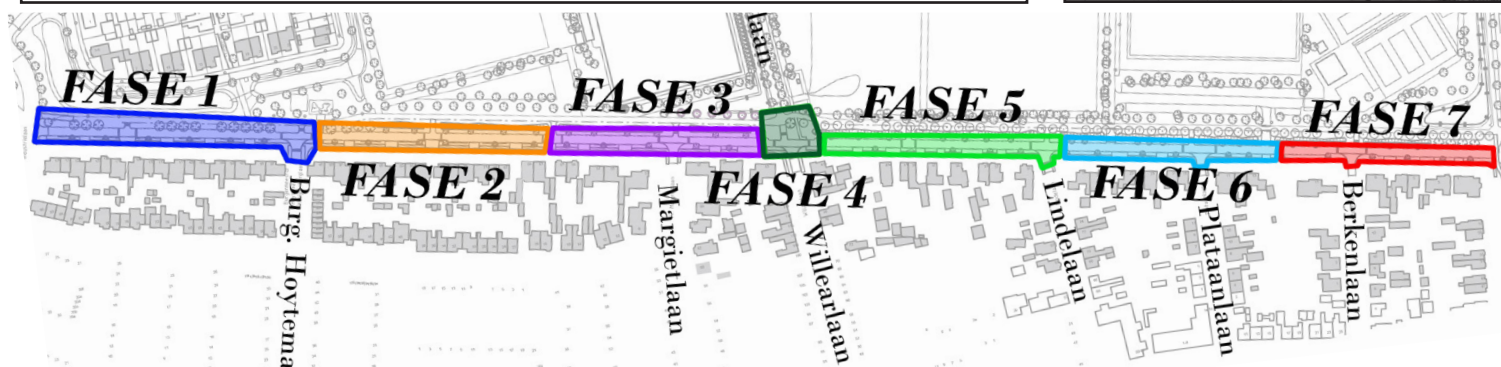 laan
FASE 1
FASE 2
FASE 3
FASE 4
FASE 5
FASE 6
FASE 7
Burg. Hoytema
Margietlaan
Willearlaan
Lindelaan
Plataanlaan
Berkenlaan